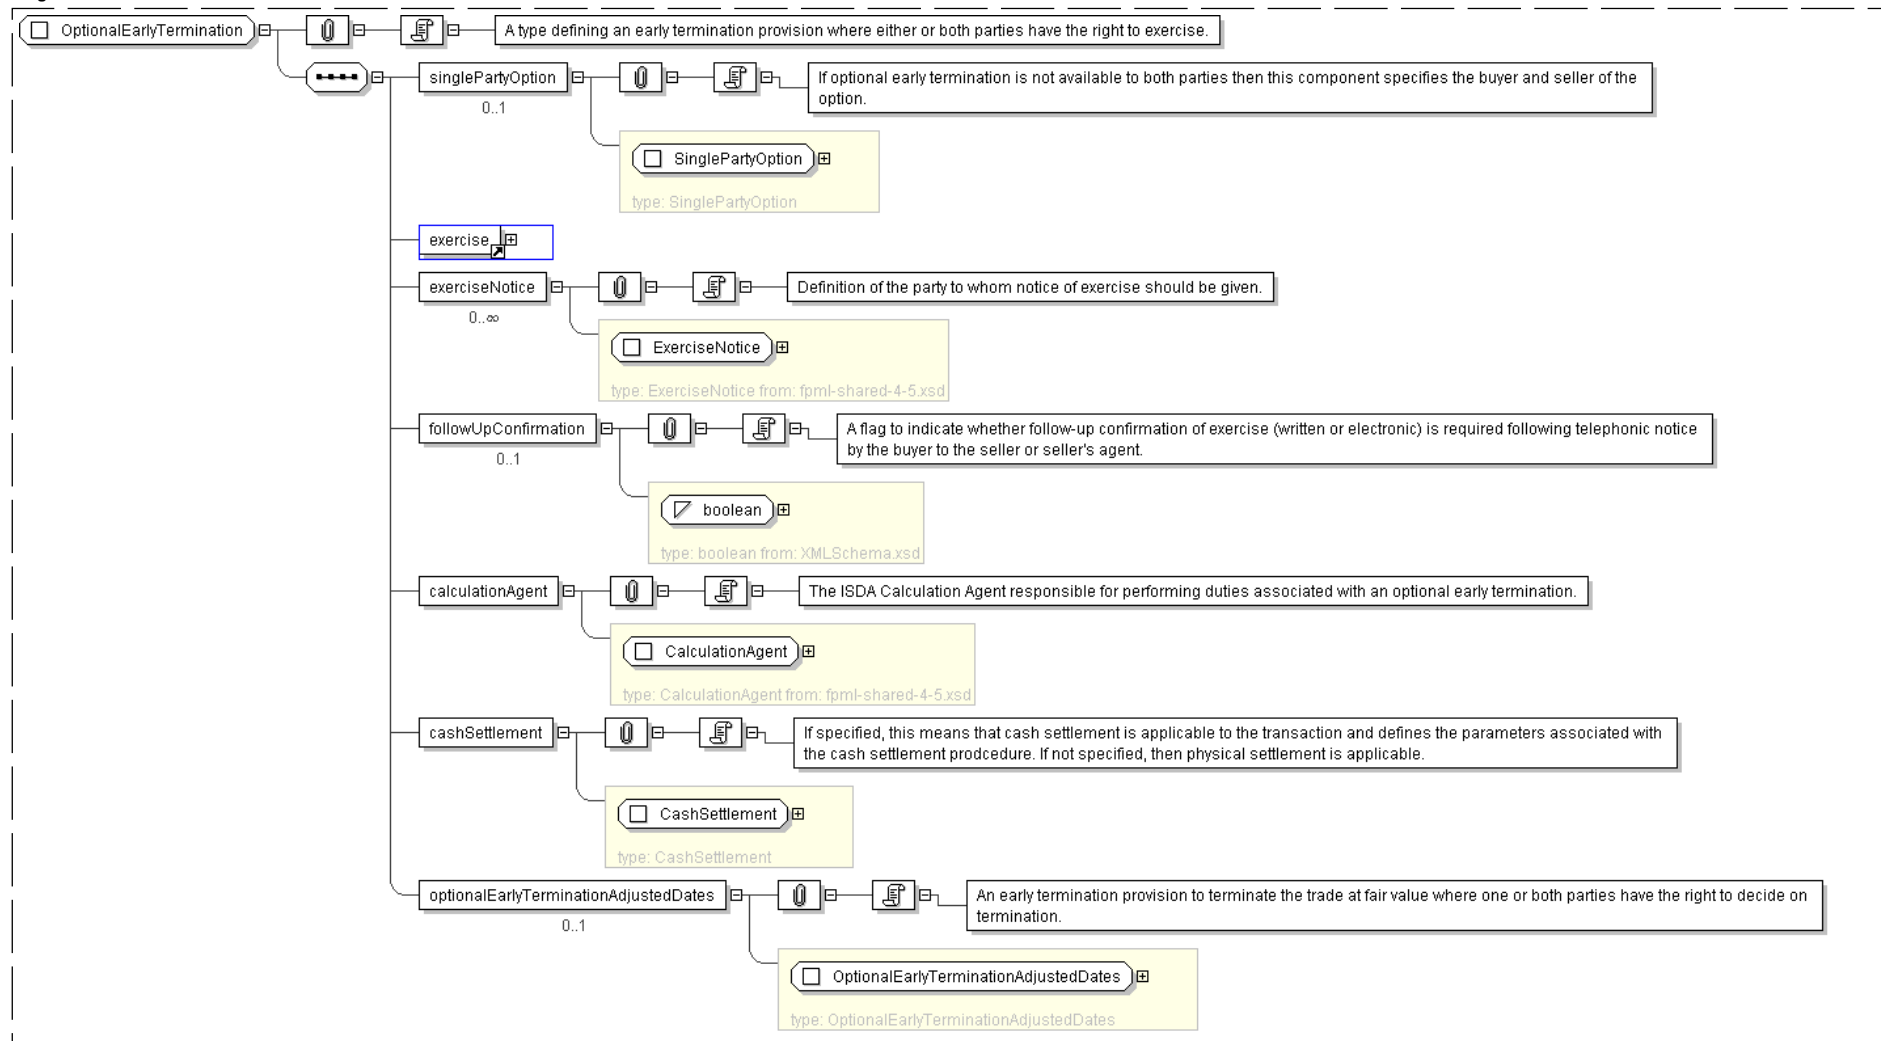 OptionalEarlyTermination
A type defining an early termination provision where either or both parties have the right to exercise.
singlePartyOption
0..1
If optional early termination is not available to both parties then this component specifies the buyer and seller of the
option.
SinglePartyOption
type: SinglePartyOption
exercise
exerciseNotice
0..∞
Definition of the party to whom notice of exercise should be given.
ExerciseNotice
type: ExerciseNotice from: fpml-shared-4-5.xsd
followUpConfirmation
0..1
A flag to indicate whether follow-up confirmation of exercise (written or electronic) is required following telephonic notice
by the buyer to the seller or seller's agent.
boolean
type: boolean from: XMLSchema.xsd
calculationAgent
The ISDA Calculation Agent responsible for performing duties associated with an optional early termination.
CalculationAgent
type: CalculationAgent from: fpml-shared-4-5.xsd
cashSettlement
If specified, this means that cash settlement is applicable to the transaction and defines the parameters associated with
the cash settlement prodcedure. If not specified, then physical settlement is applicable.
CashSettlement
type: CashSettlement
optionalEarlyTerminationAdjustedDates
0..1
An early termination provision to terminate the trade at fair value where one or both parties have the right to decide on
termination.
OptionalEarlyTerminationAdjustedDates
type: OptionalEarlyTerminationAdjustedDates